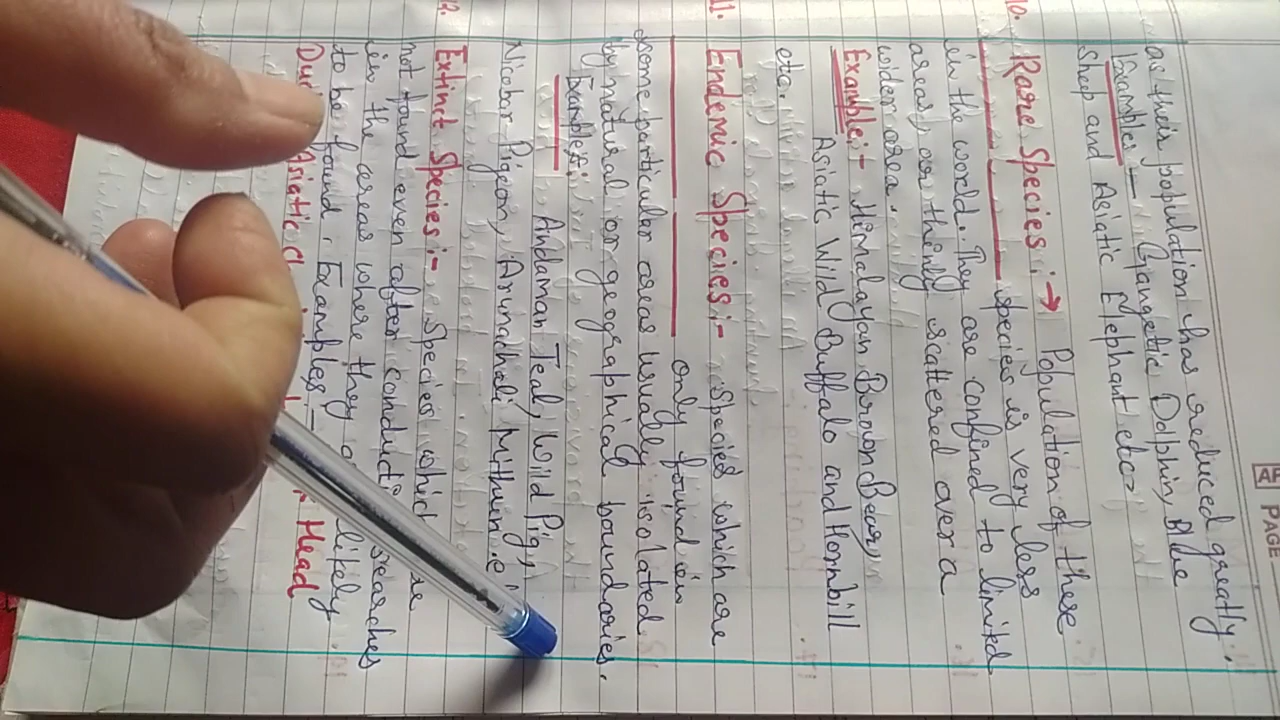 PAGE
as their population has reduced greatly.
Examples:- Gangetic Dolphin, Blue
Sheep and Asiatic Elephant etc.
10. Rare Species :→ Population of these
species is very less
in the world. They are confined to limited
areas, or thinly scattered over a
wider area.
Example:- Himalayan Brown Bear,
Asiatic Wild Buffalo and Hornbill
etc.
11. Endemic Species:- Species which are
only found in
some particular areas usually isolated
by natural or geographical boundaries.
Examples:
Andaman Teal, Wild Pig,
Nicobar Pigeon, Arunachali Mithun
2. Extinct Species:- Species which
not found even after searches
in the areas where they likely
to be found. Examples:-
Asiatic Head